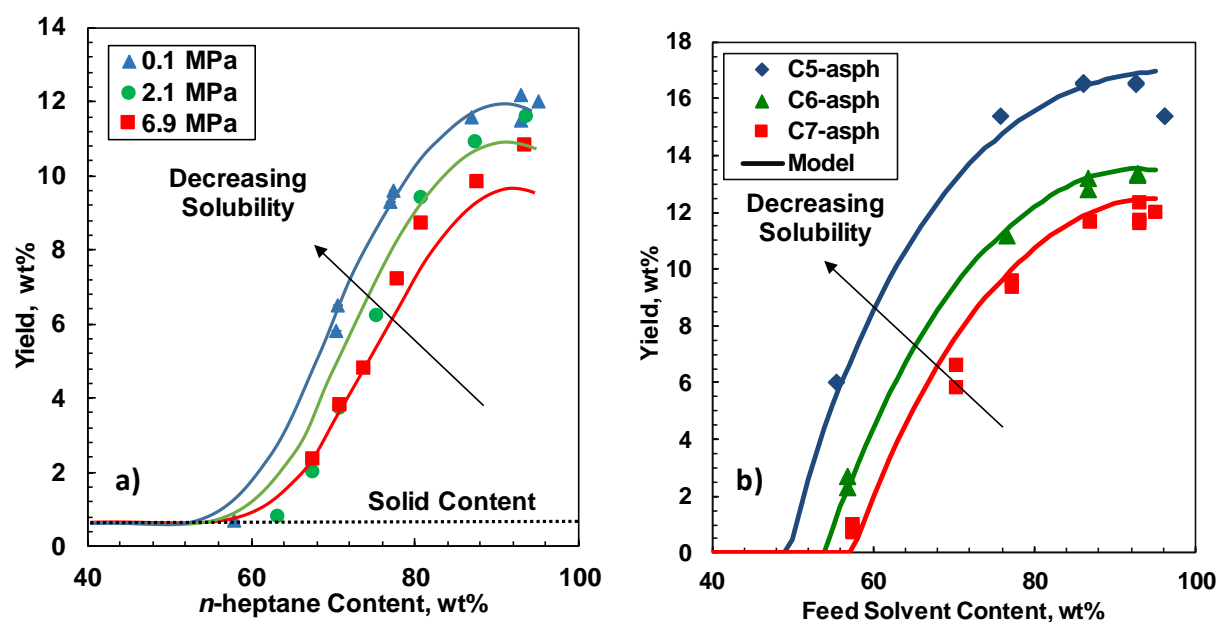 14
12
10
8
6
4
2
0
Yield, wt%
0.1 MPa
2.1 MPa
6.9 MPa
Decreasing
Solubility
a)
Solid Content
40
60
80
100
n-heptane Content, wt%
18
16
14
12
10
8
6
4
2
0
Yield, wt%
C5-asph
C6-asph
C7-asph
Model
Decreasing
Solubility
b)
40
60
80
100
Feed Solvent Content, wt%